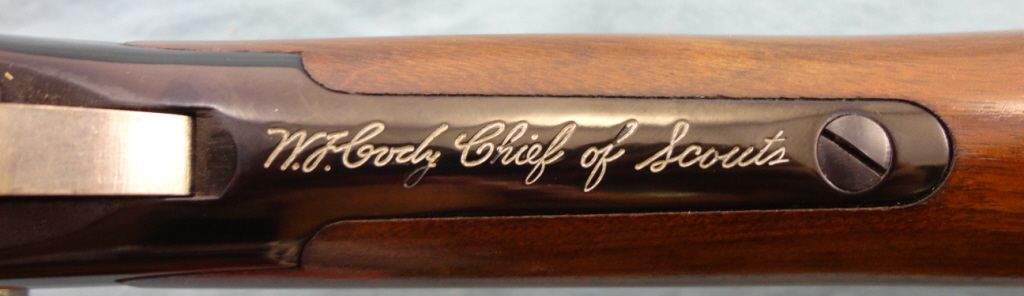 W.F. Cody Chief of Scouts